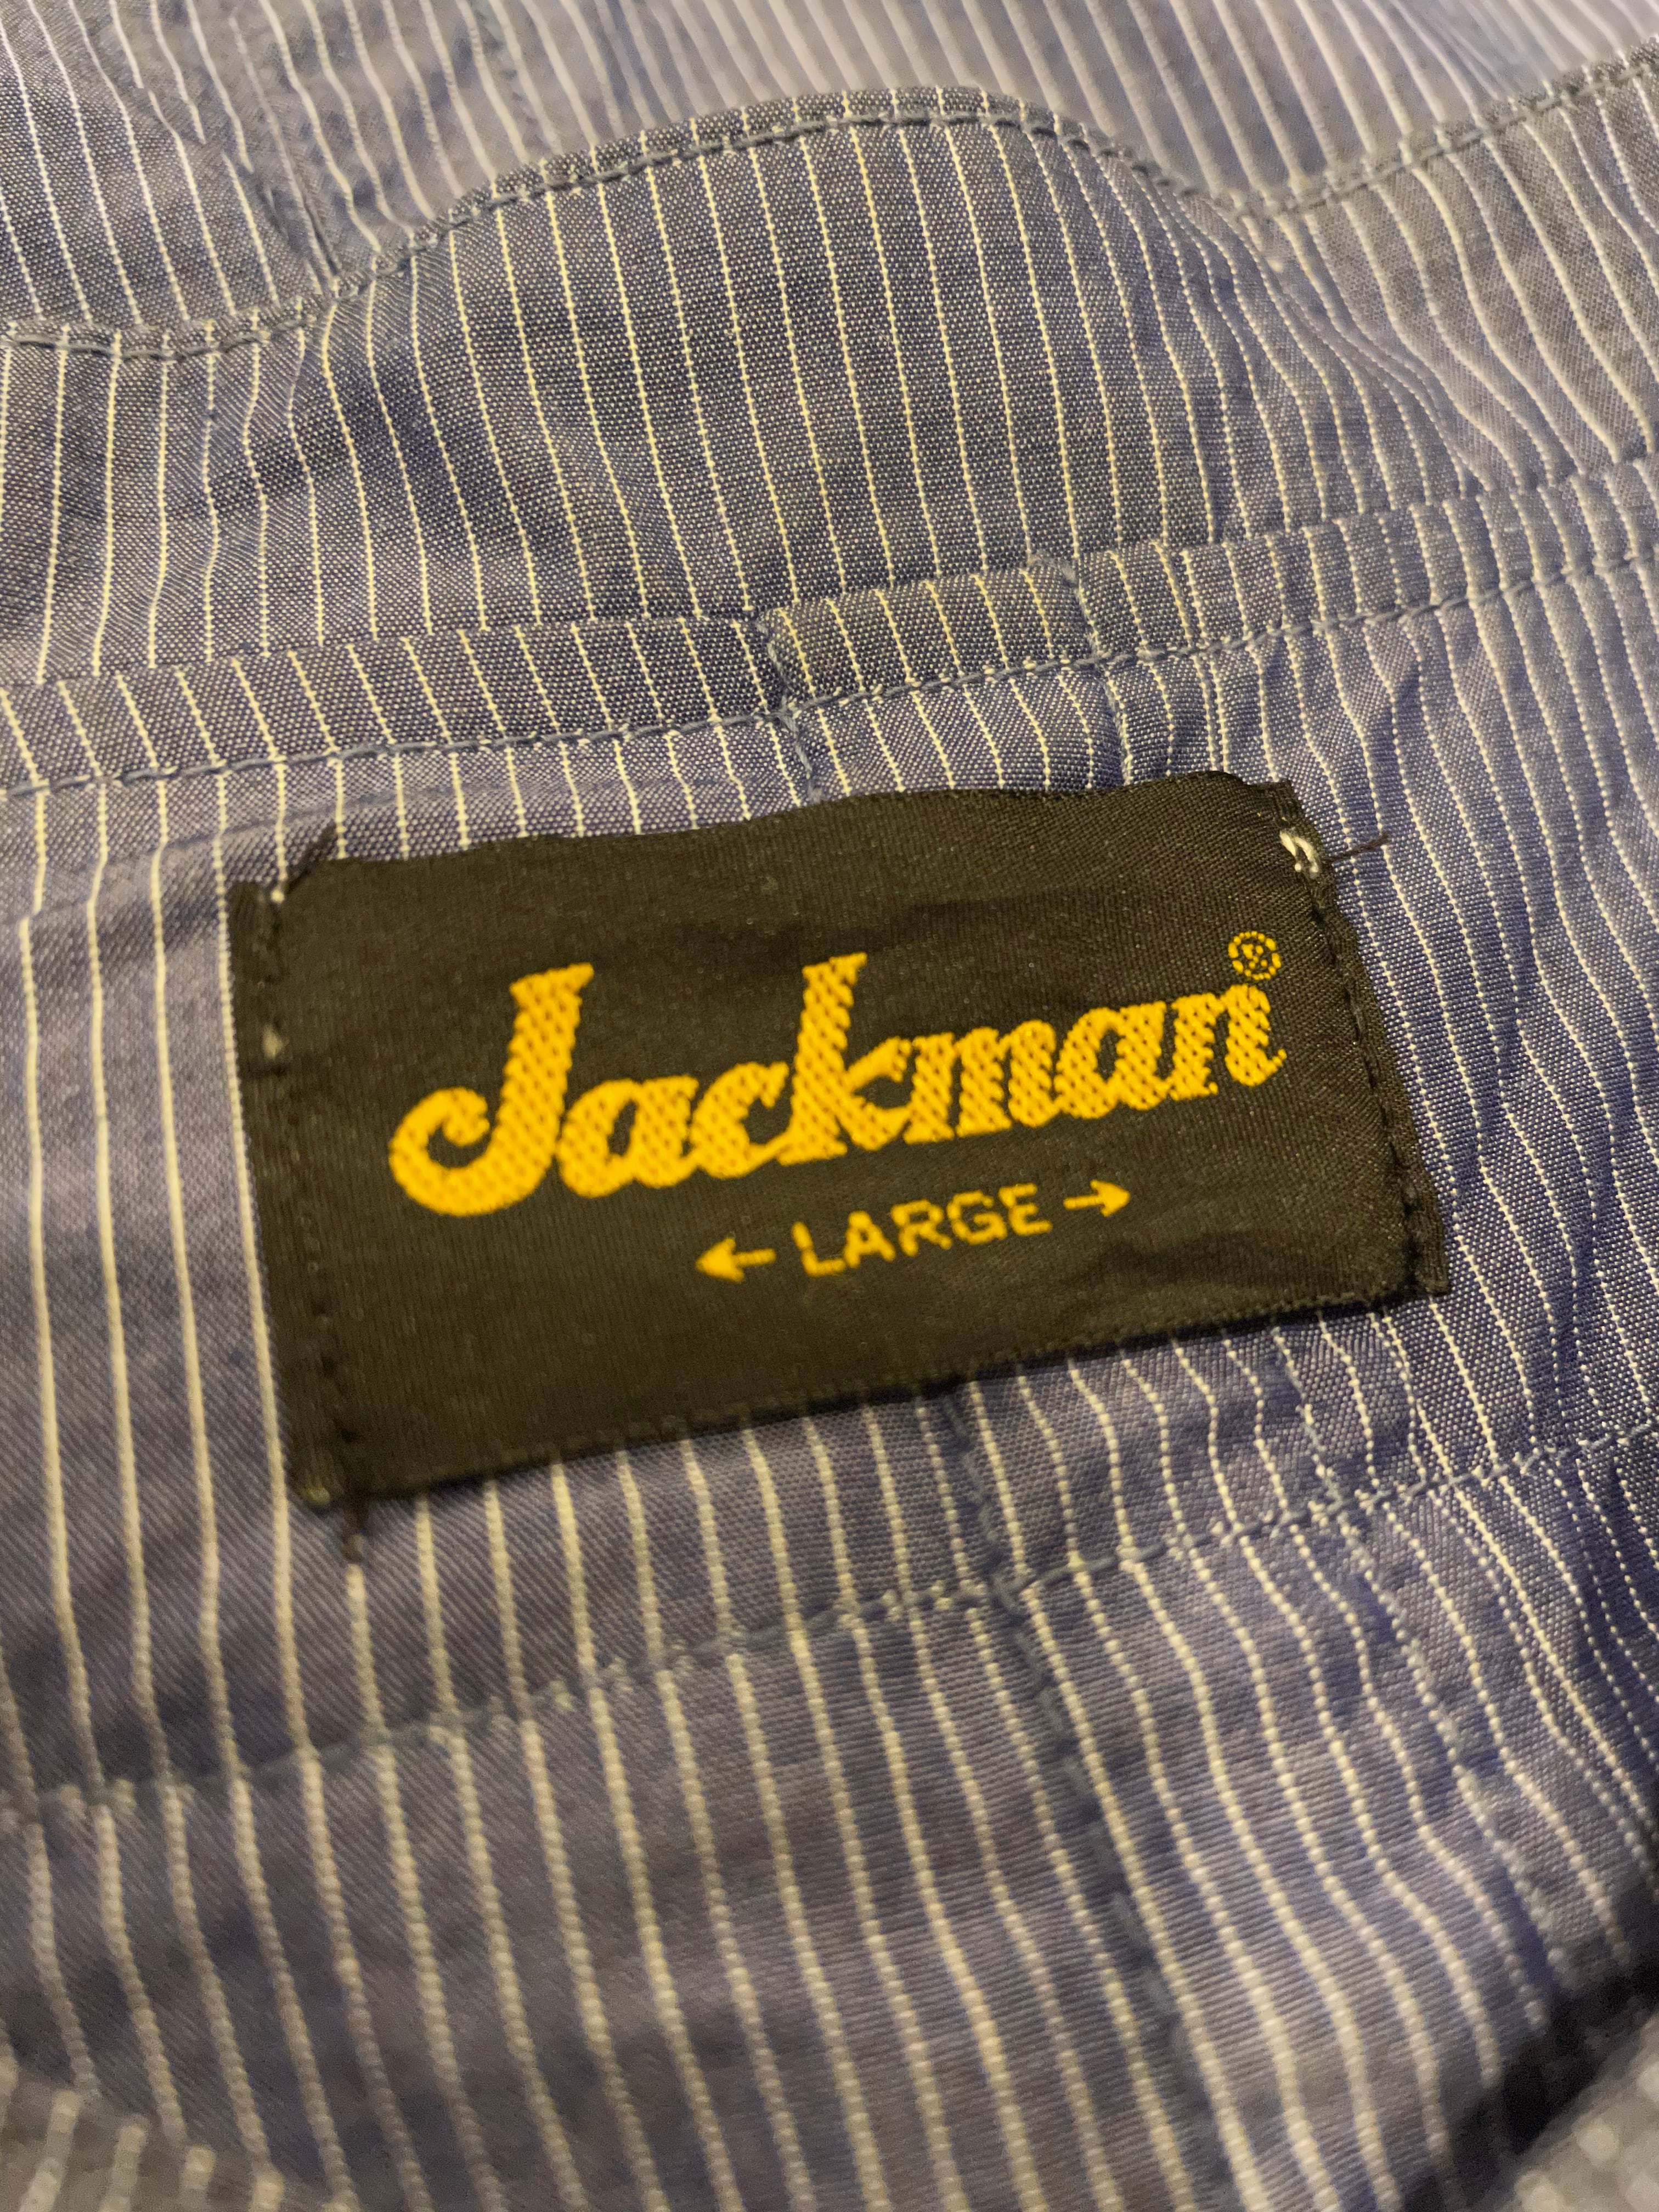 Jackman®
← LARGE →